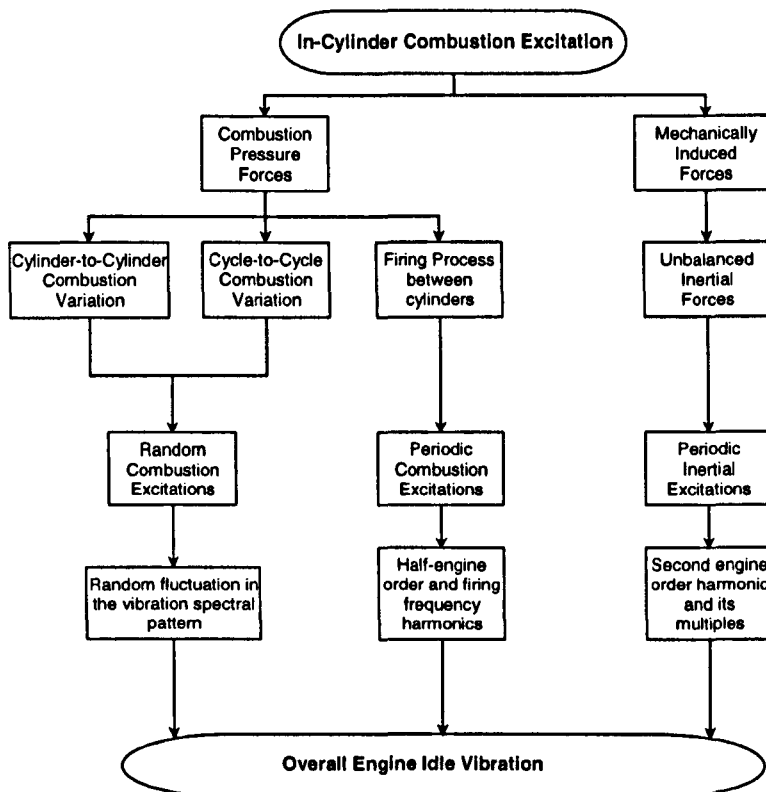 In-Cylinder Combustion Excitation
Combustion
Pressure
Forces
Mechanically
Induced
Forces
Cylinder-to-Cylinder
Combustion
Variation
Cycle-to-Cycle
Combustion
Variation
Firing Process
between
cylinders
Unbalanced
Inertial
Forces
Random
Combustion
Excitations
Periodic
Combustion
Excitations
Periodic
Inertial
Excitations
Random fluctuation in
the vibration spectral
pattern
Half-engine
order and firing
frequency
harmonics
Second engine
order harmonic
and its
multiples
Overall Engine Idle Vibration